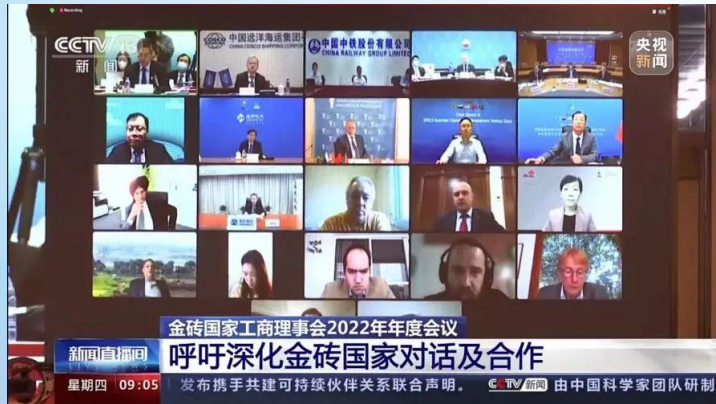 Recording
CCTV 13
新闻
央视
新闻
中国远洋海运集团
COSCO
CHINA COSCO SHIPPING CORPOR
中国中铁股份有限公司
CHINA RAILWAY GROUP LIMITED
金砖国家工商理事会2022年年度会议
新闻直播间
呼吁深化金砖国家对话及合作
星期四 09:05 发布携手共建可持续伙伴关系联合声明。 CCTV新闻 由中国科学家团队研制